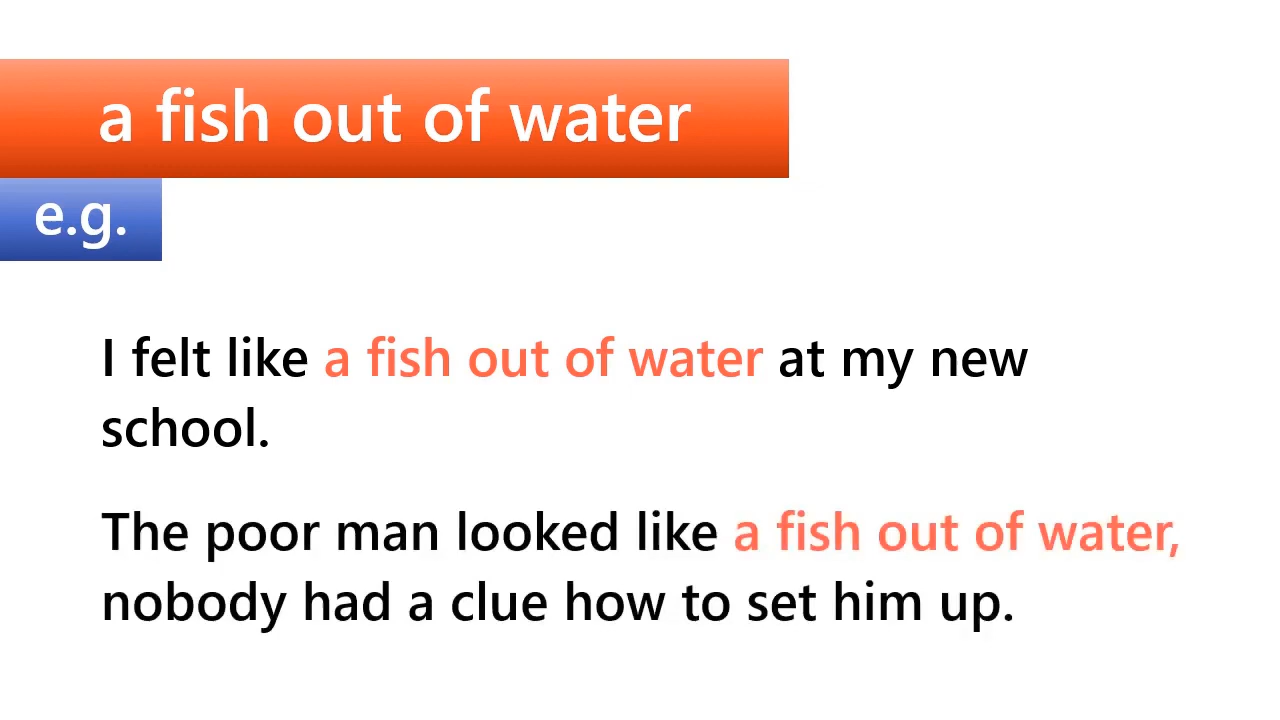 a fish out of water
e.g.
I felt like a fish out of water at my new
school.
The poor man looked like a fish out of water,
nobody had a clue how to set him up.